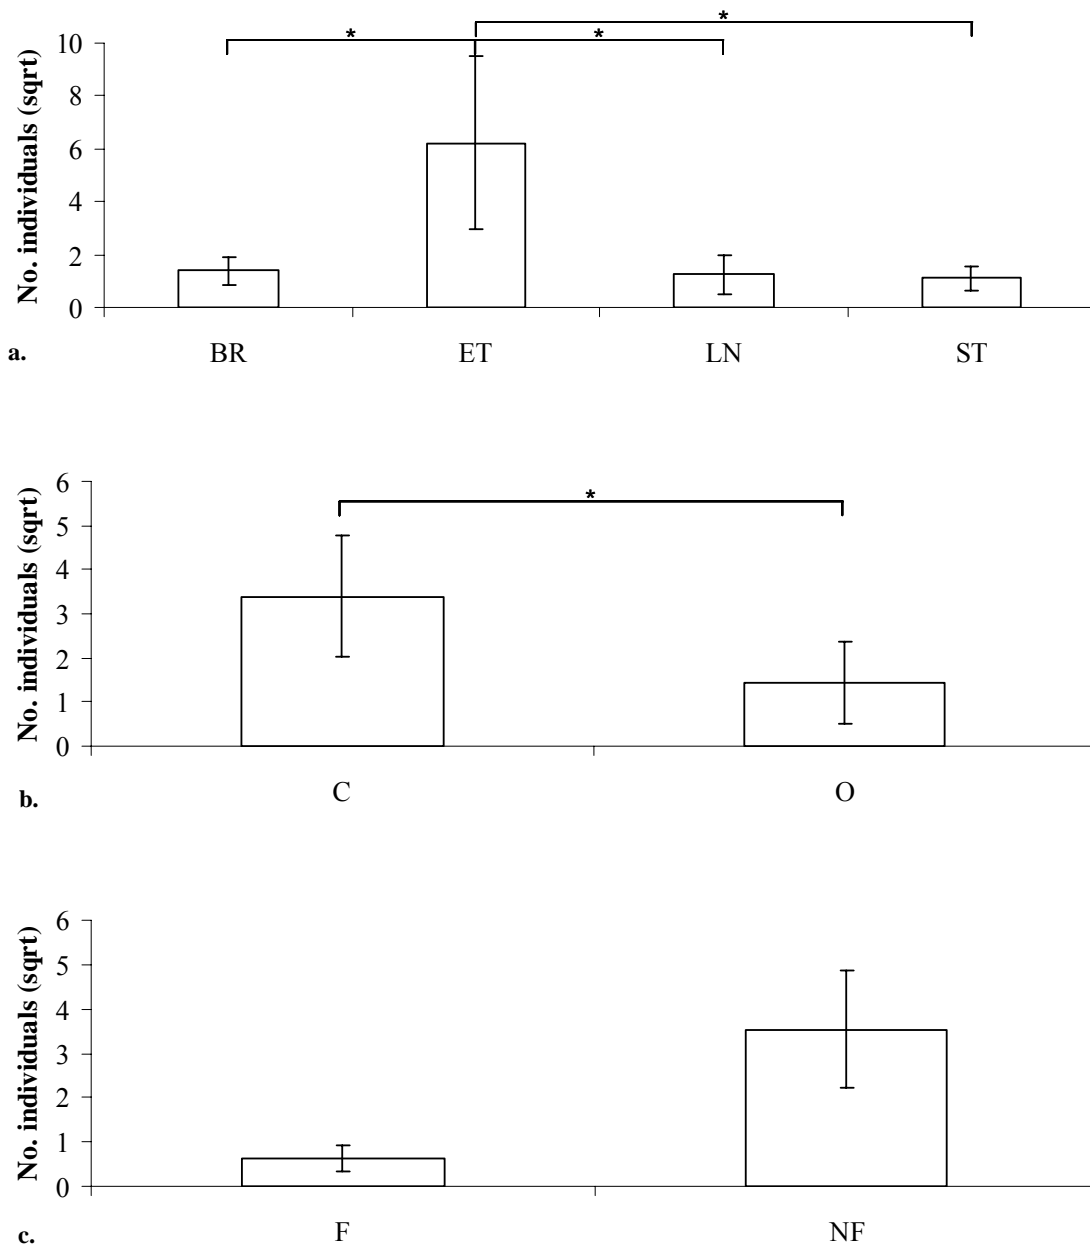 *
* *
No. individuals (sqrt)
10
8
6
4
2
0
BR ET LN ST
a.
*
No. individuals (sqrt)
6
5
4
3
2
1
0
C O
b.
No. individuals (sqrt)
6
5
4
3
2
1
0
F NF
c.